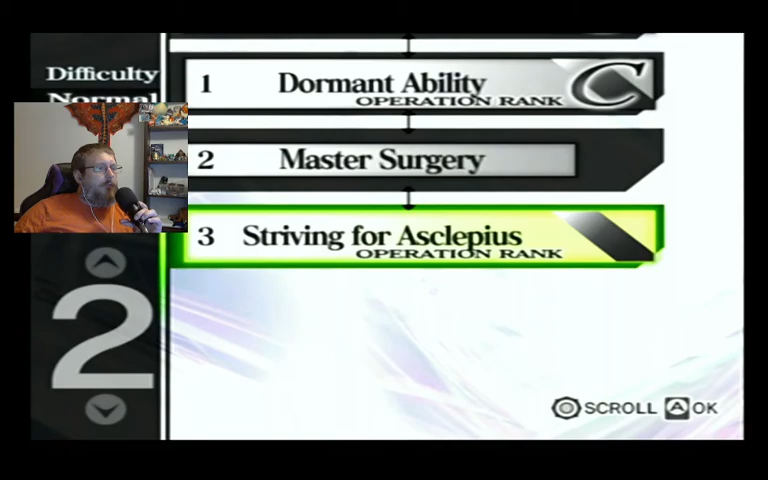 Difficulty
Normal
1 Dormant Ability
OPERATION RANK C
2 Master Surgery
3 Striving for Asclepius
OPERATION RANK
2
SCROLL A OK